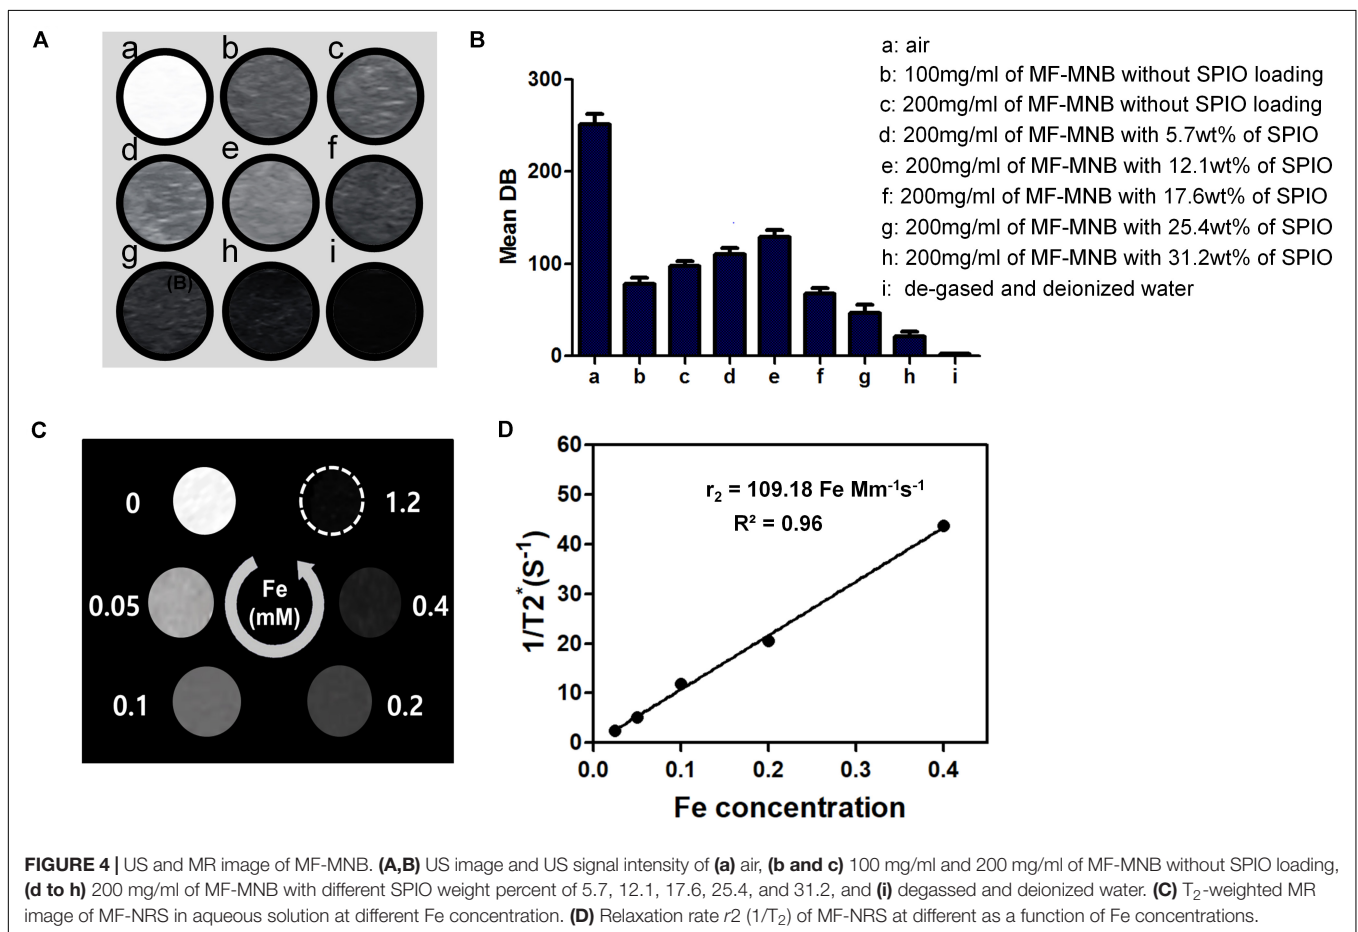 A
a
b
c
d
e
f
g
(B)
h
i
B
300
200
100
0
Mean DB
a
b
c
d
e
f
g
h
i
a: air
b: 100mg/ml of MF-MNB without SPIO loading
c: 200mg/ml of MF-MNB without SPIO loading
d: 200mg/ml of MF-MNB with 5.7wt% of SPIO
e: 200mg/ml of MF-MNB with 12.1wt% of SPIO
f: 200mg/ml of MF-MNB with 17.6wt% of SPIO
g: 200mg/ml of MF-MNB with 25.4wt% of SPIO
h: 200mg/ml of MF-MNB with 31.2wt% of SPIO
i: de-gased and deionized water
C
0
1.2
0.05
Fe
(mM)
0.4
0.1
0.2
D
60
50
40
30
20
10
0
1/T2*(S⁻¹)
r₂ = 109.18 Fe Mm⁻¹s⁻¹
R² = 0.96
0.0
0.1
0.2
0.3
0.4
Fe concentration
FIGURE 4 | US and MR image of MF-MNB. (A,B) US image and US signal intensity of (a) air, (b and c) 100 mg/ml and 200 mg/ml of MF-MNB without SPIO loading,
(d to h) 200 mg/ml of MF-MNB with different SPIO weight percent of 5.7, 12.1, 17.6, 25.4, and 31.2, and (i) degassed and deionized water. (C) T₂-weighted MR
image of MF-NRS in aqueous solution at different Fe concentration. (D) Relaxation rate r2 (1/T₂) of MF-NRS at different as a function of Fe concentrations.